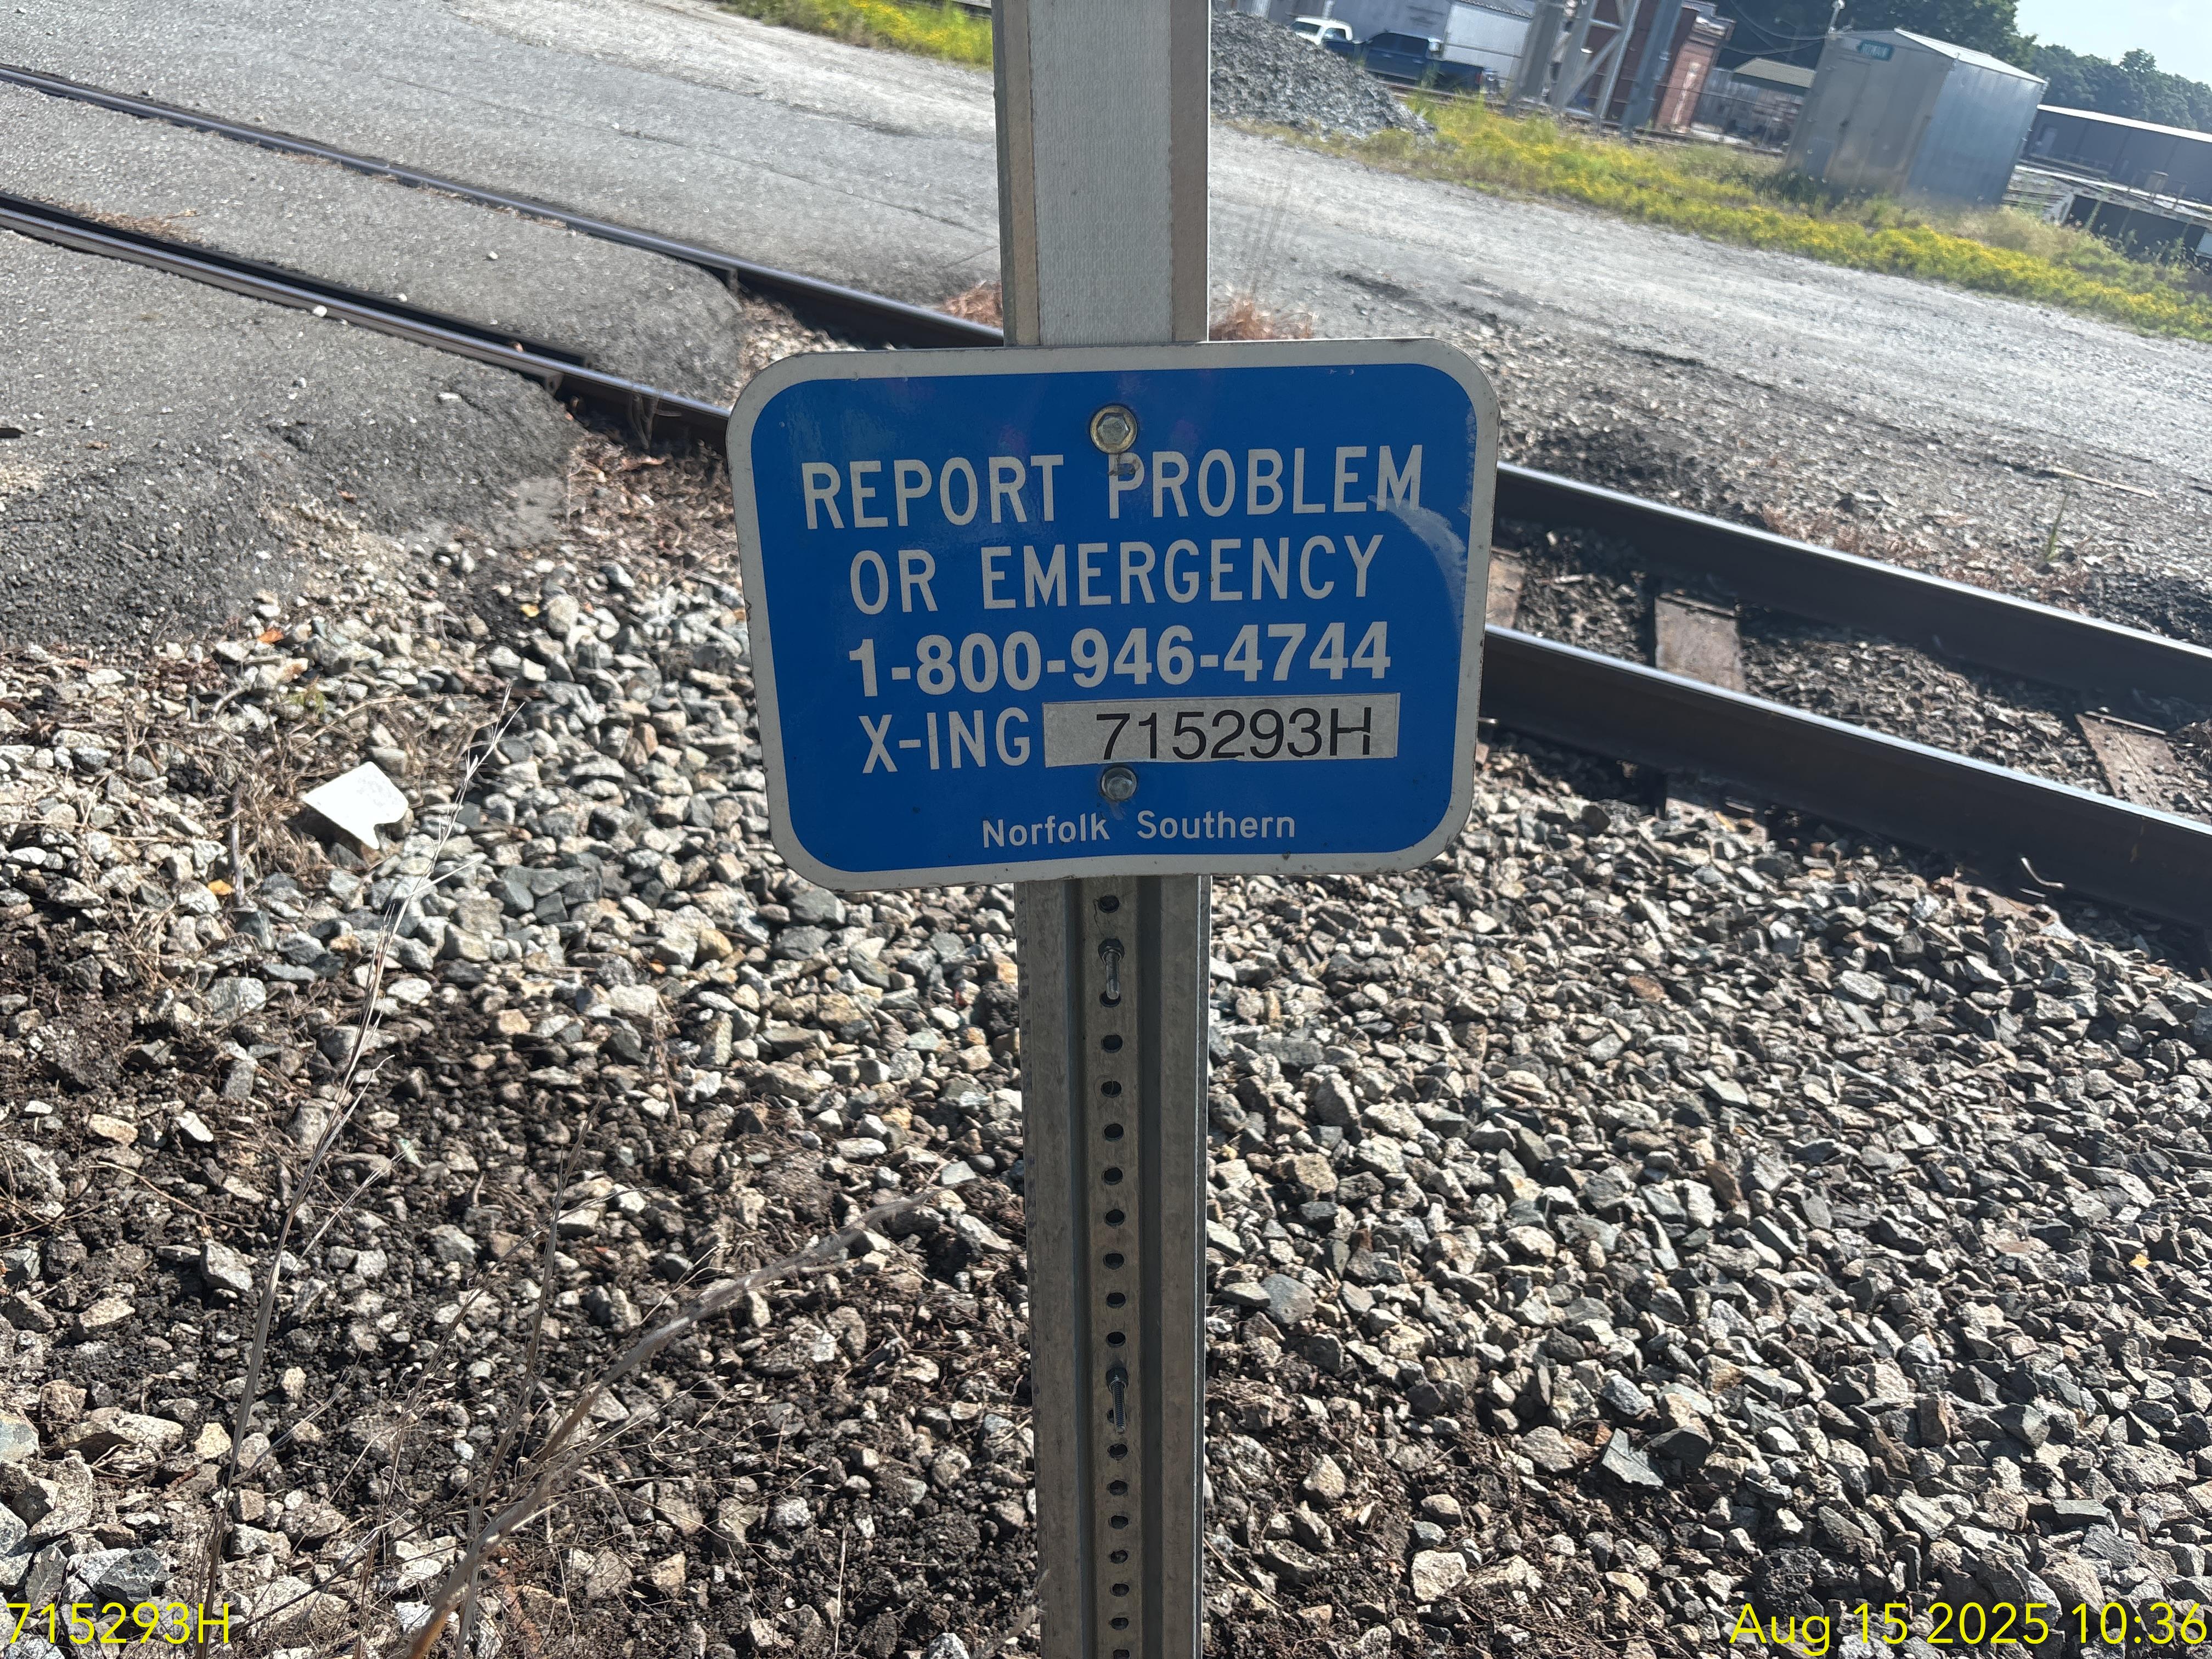 REPORT PROBLEM
OR EMERGENCY
1-800-946-4744
X-ING 715293H
Norfolk Southern
715293H
Aug 15 2025 10:36